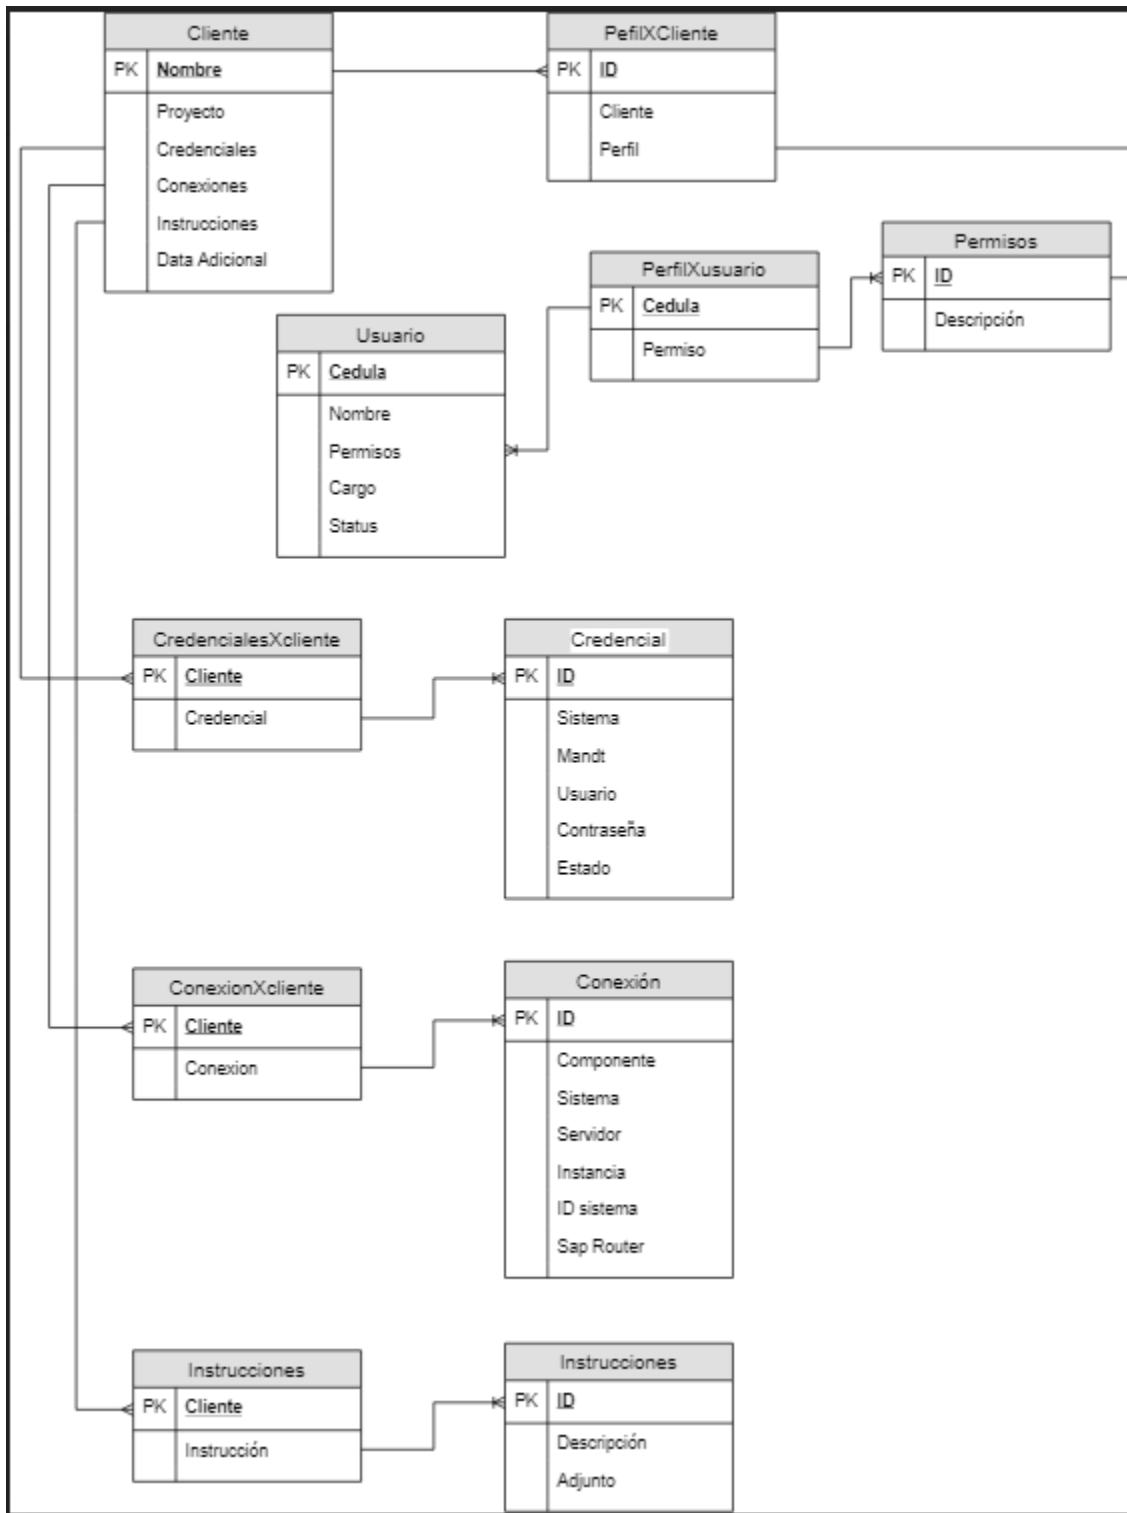 Cliente
PK Nombre
Proyecto
Credenciales
Conexiones
Instrucciones
Data Adicional
PefilXCliente
PK ID
Cliente
Perfil
Permisos
PK ID
Descripción
PerfilXusuario
PK Cedula
Permiso
Usuario
PK Cedula
Nombre
Permisos
Cargo
Status
CredencialesXcliente
PK Cliente
Credencial
Credencial
PK ID
Sistema
Mandt
Usuario
Contraseña
Estado
ConexionXcliente
PK Cliente
Conexion
Conexión
PK ID
Componente
Sistema
Servidor
Instancia
ID sistema
Sap Router
Instrucciones
PK Cliente
Instrucción
Instrucciones
PK ID
Descripción
Adjunto